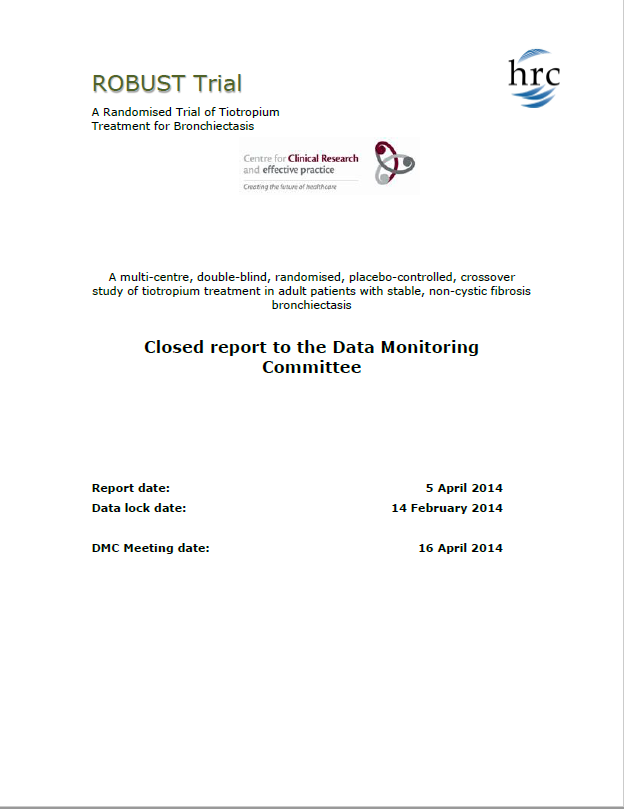 ROBUST Trial
hrc
A Randomised Trial of Tiotropium
Treatment for Bronchiectasis
Centre for Clinical Research
and effective practice
Creating the future of healthcare
A multi-centre, double-blind, randomised, placebo-controlled, crossover
study of tiotropium treatment in adult patients with stable, non-cystic fibrosis
bronchiectasis
Closed report to the Data Monitoring
Committee
Report date: 5 April 2014
Data lock date: 14 February 2014
DMC Meeting date: 16 April 2014